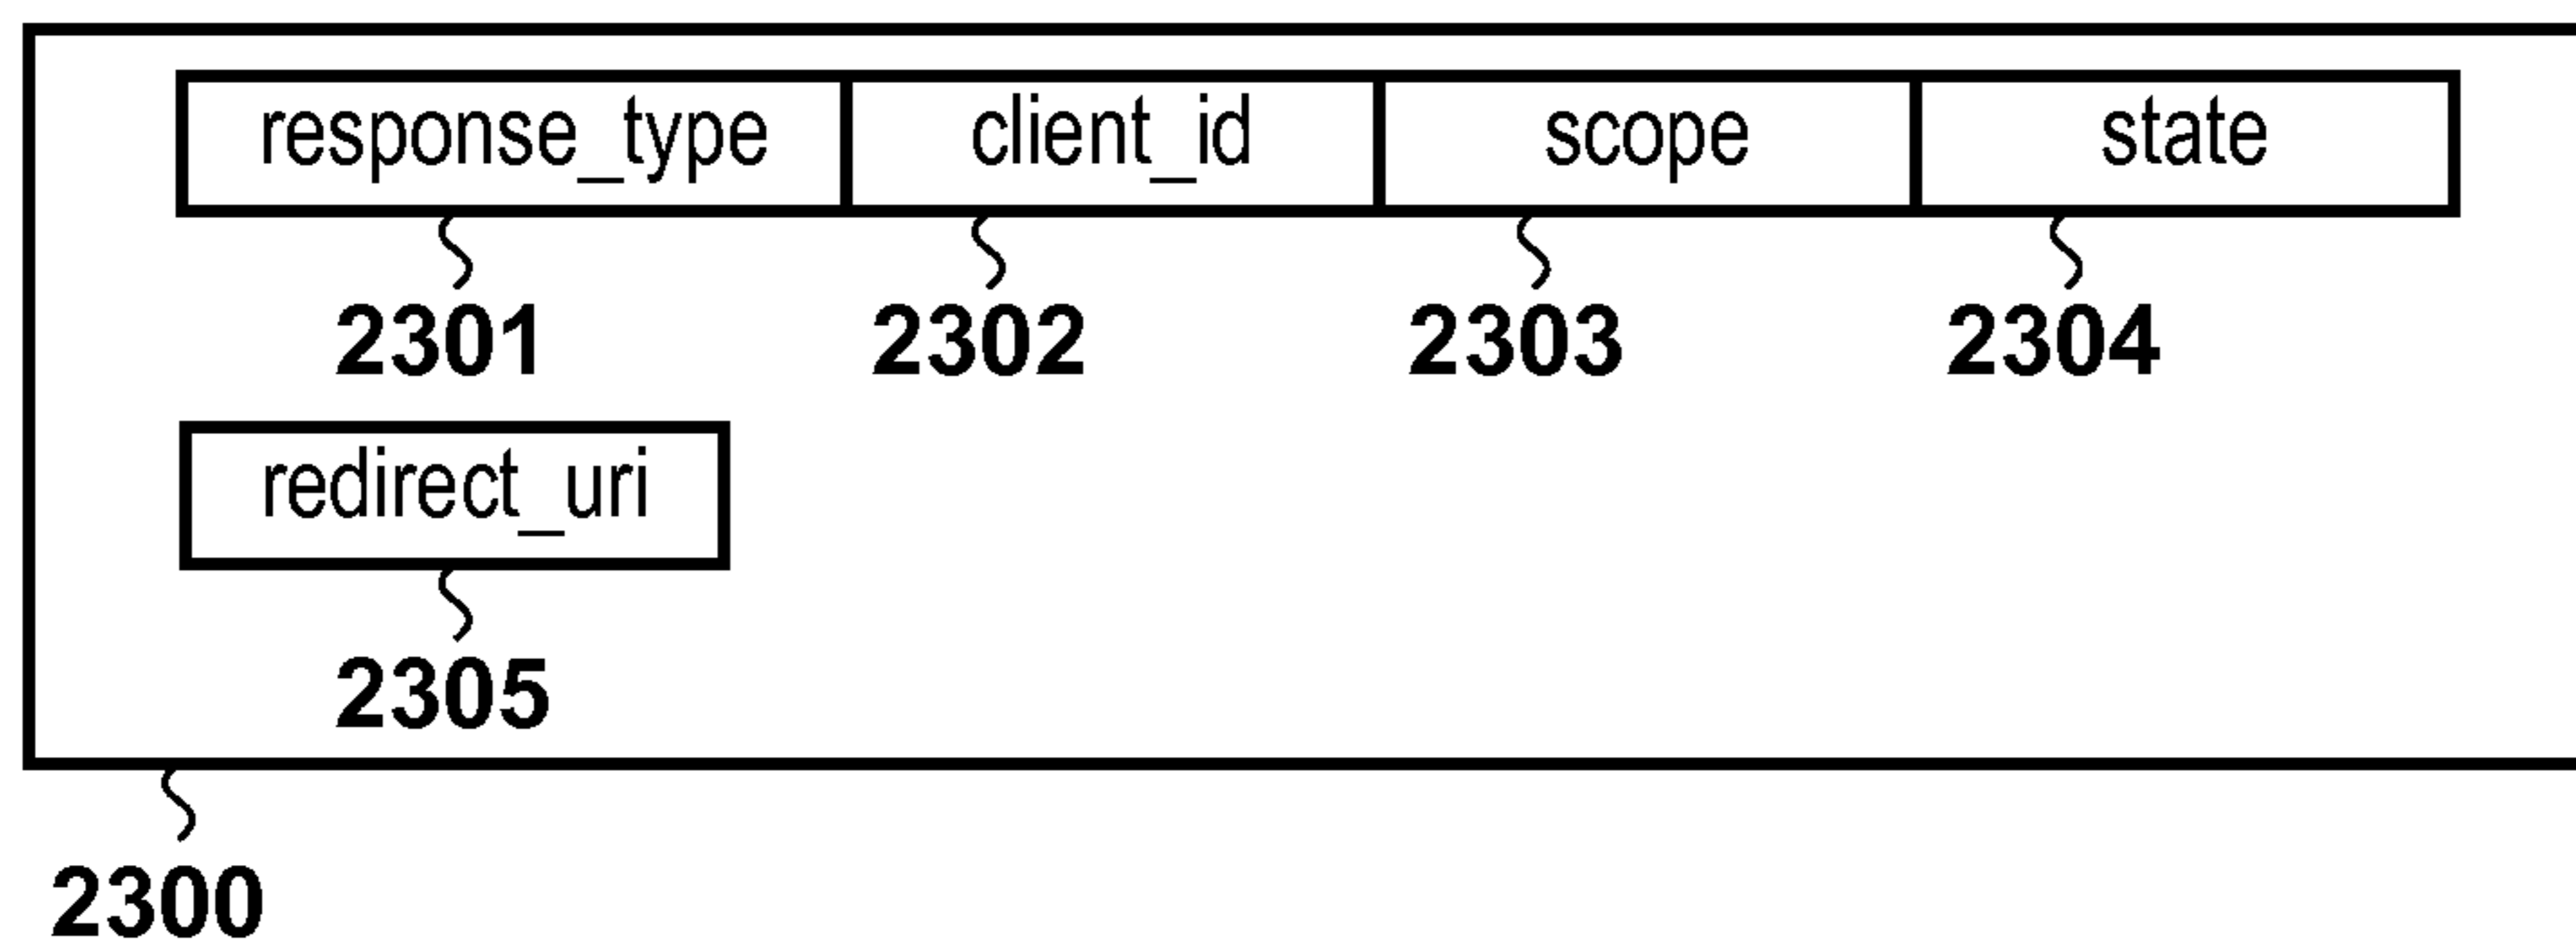 response_type client_id scope state
2301 2302 2303 2304
redirect_uri
2305
2300